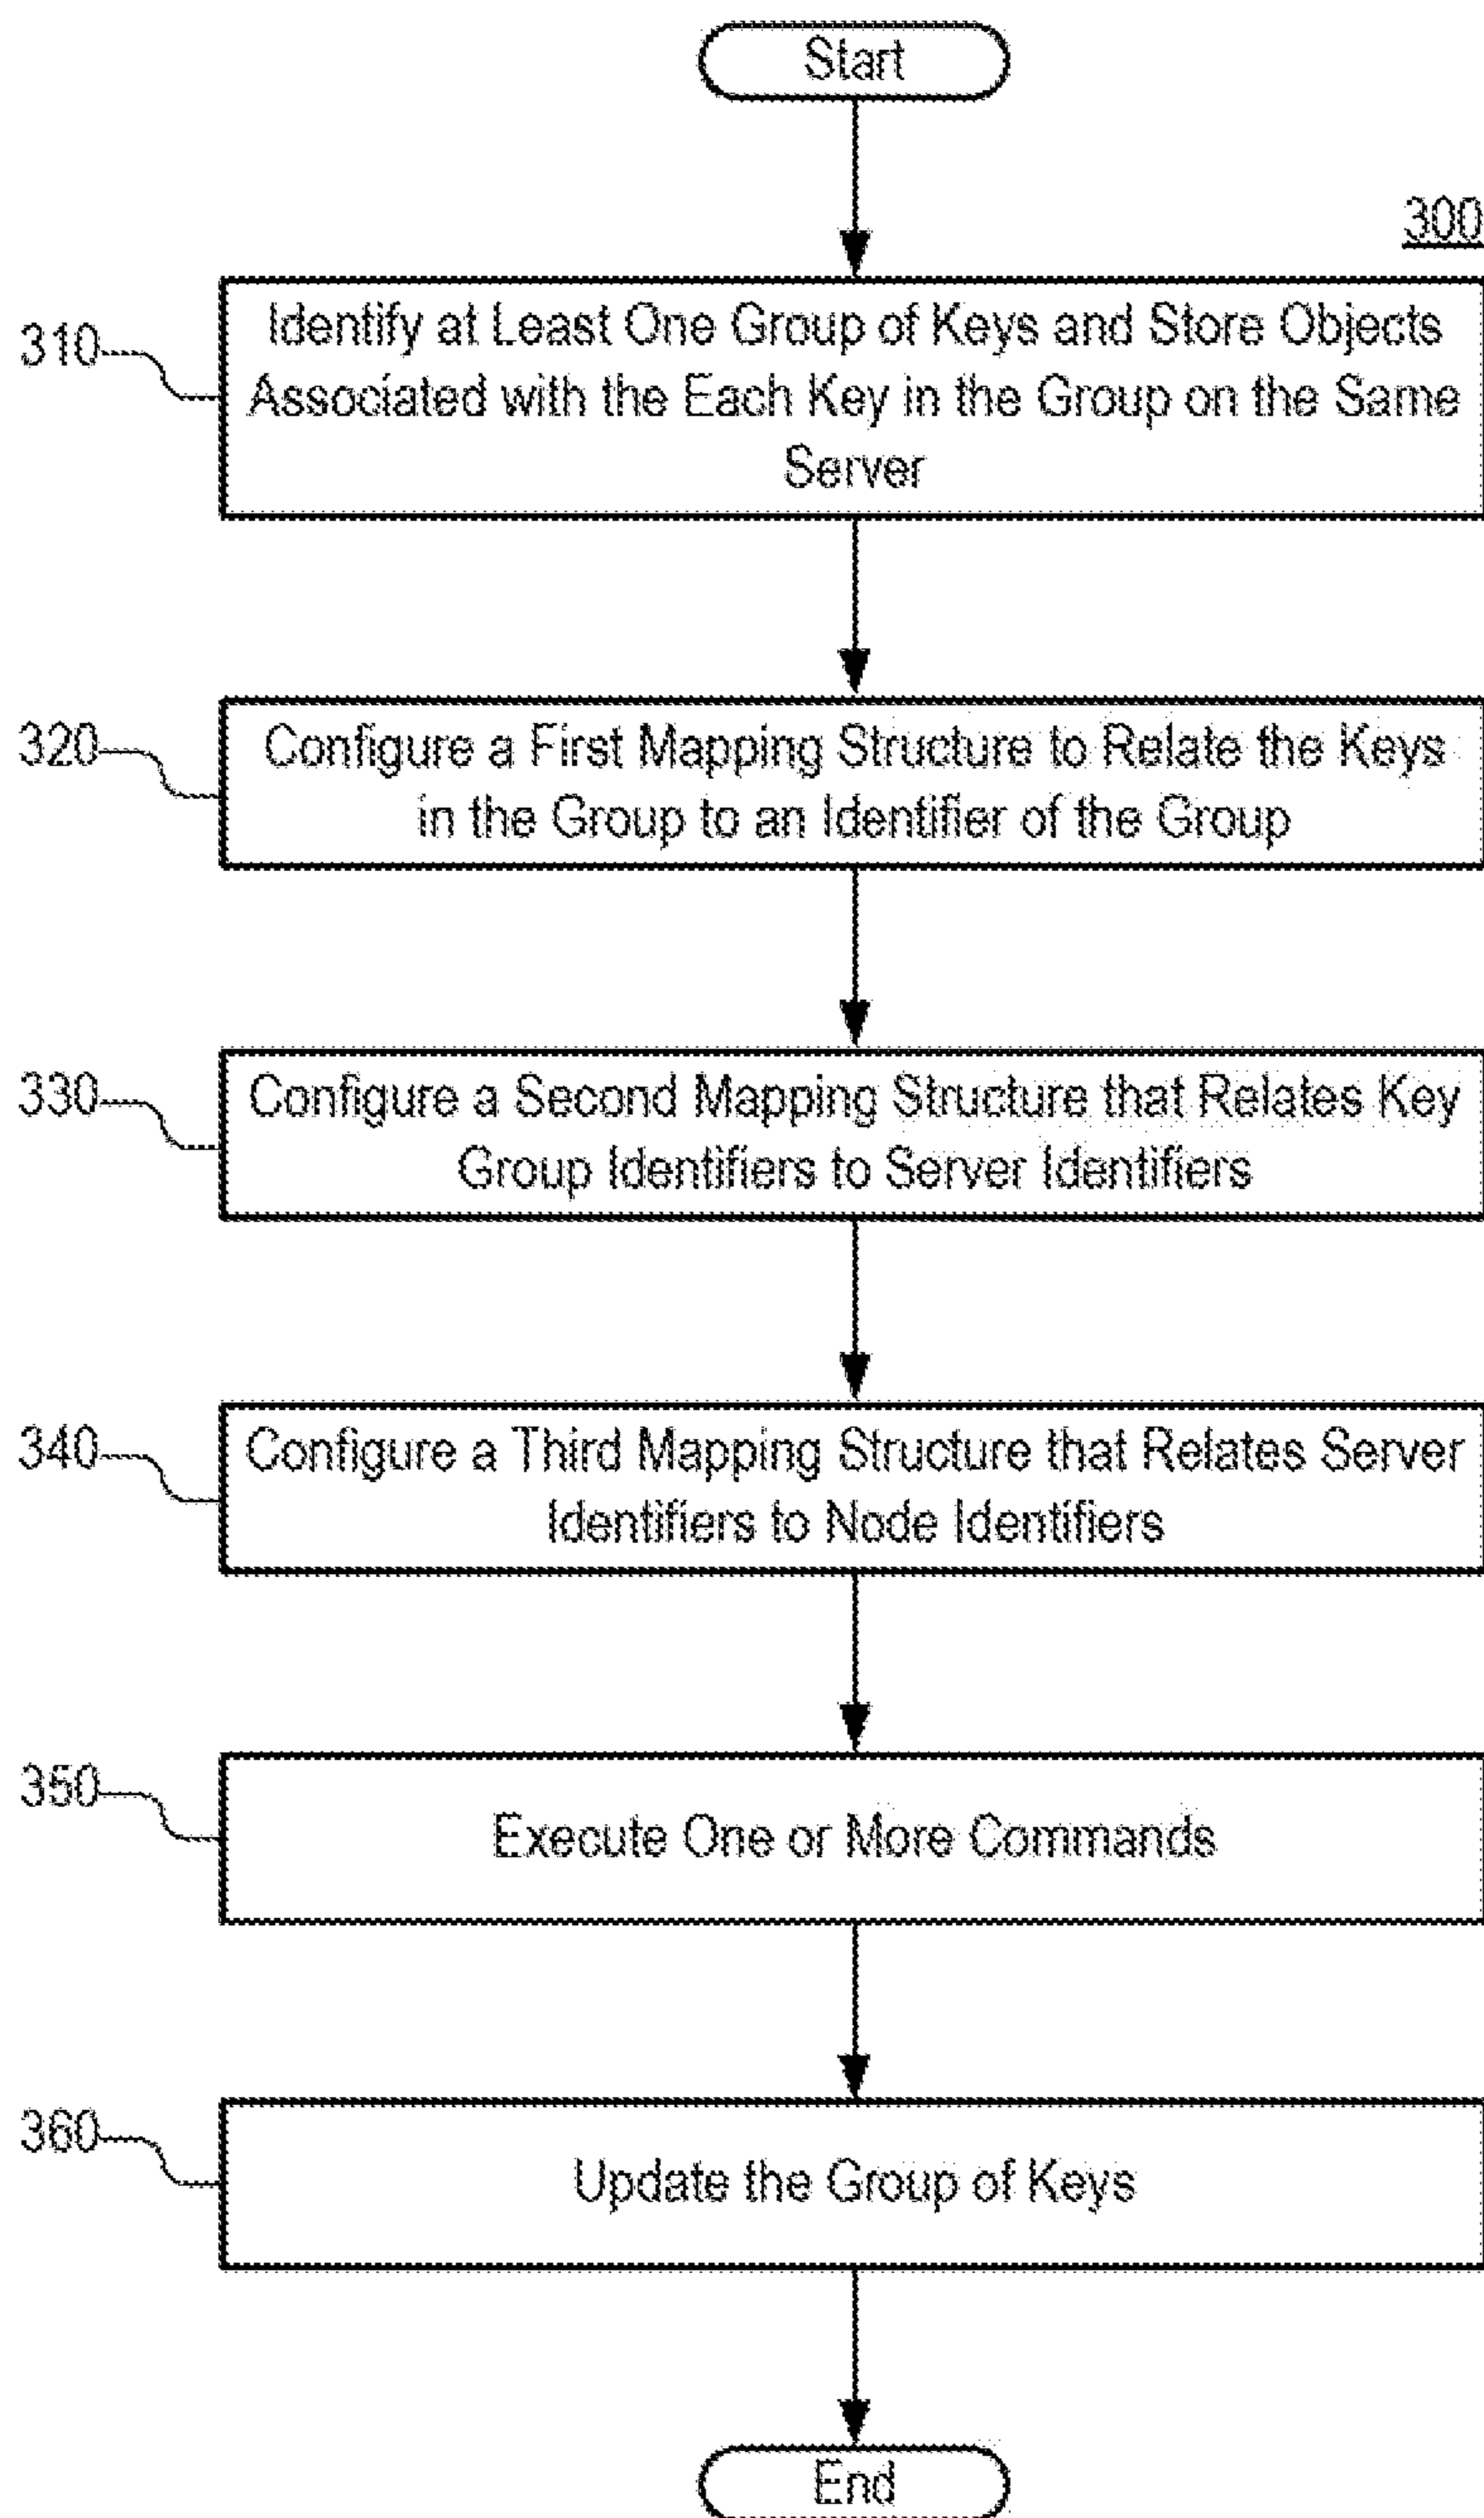 Start
300
310
Identify at Least One Group of Keys and Store Objects
Associated with the Each Key in the Group on the Same
Server
320
Configure a First Mapping Structure to Relate the Keys
in the Group to an Identifier of the Group
330
Configure a Second Mapping Structure that Relates Key
Group Identifiers to Server Identifiers
340
Configure a Third Mapping Structure that Relates Server
Identifiers to Node Identifiers
350
Execute One or More Commands
360
Update the Group of Keys
End